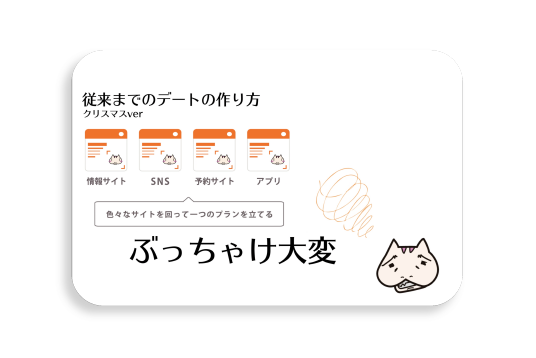 従来までのデートの作り方
クリスマスver
情報サイト
SNS
予約サイト
アプリ
色々なサイトを回って一つのプランを立てる
ぶっちゃけ大変